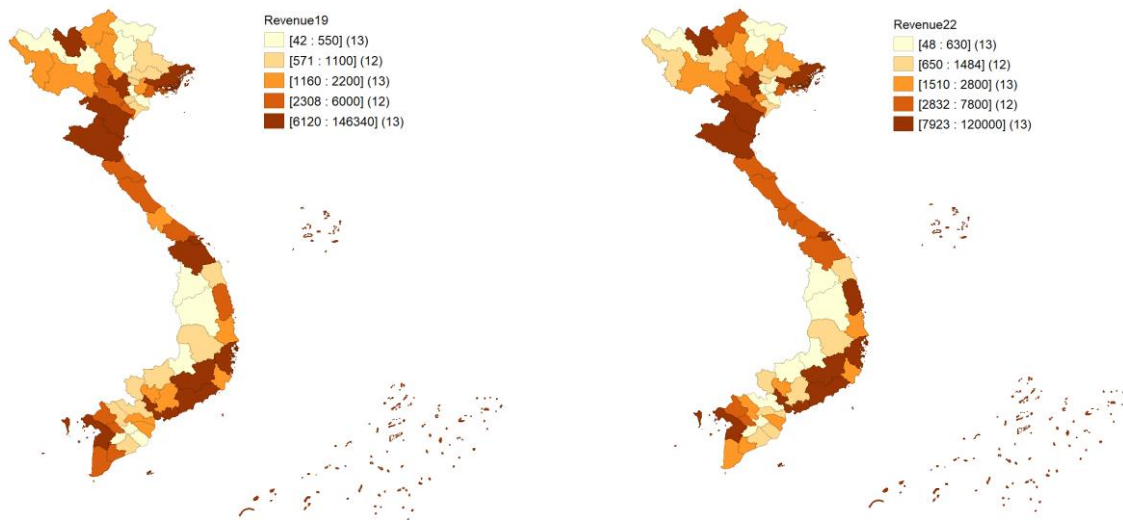 Revenue19
[42 : 550] (13)
[571 : 1100] (12)
[1160 : 2200] (13)
[2308 : 6000] (12)
[6120 : 146340] (13)
Revenue22
[48 : 630] (13)
[650 : 1484] (12)
[1510 : 2800] (13)
[2832 : 7800] (12)
[7923 : 120000] (13)